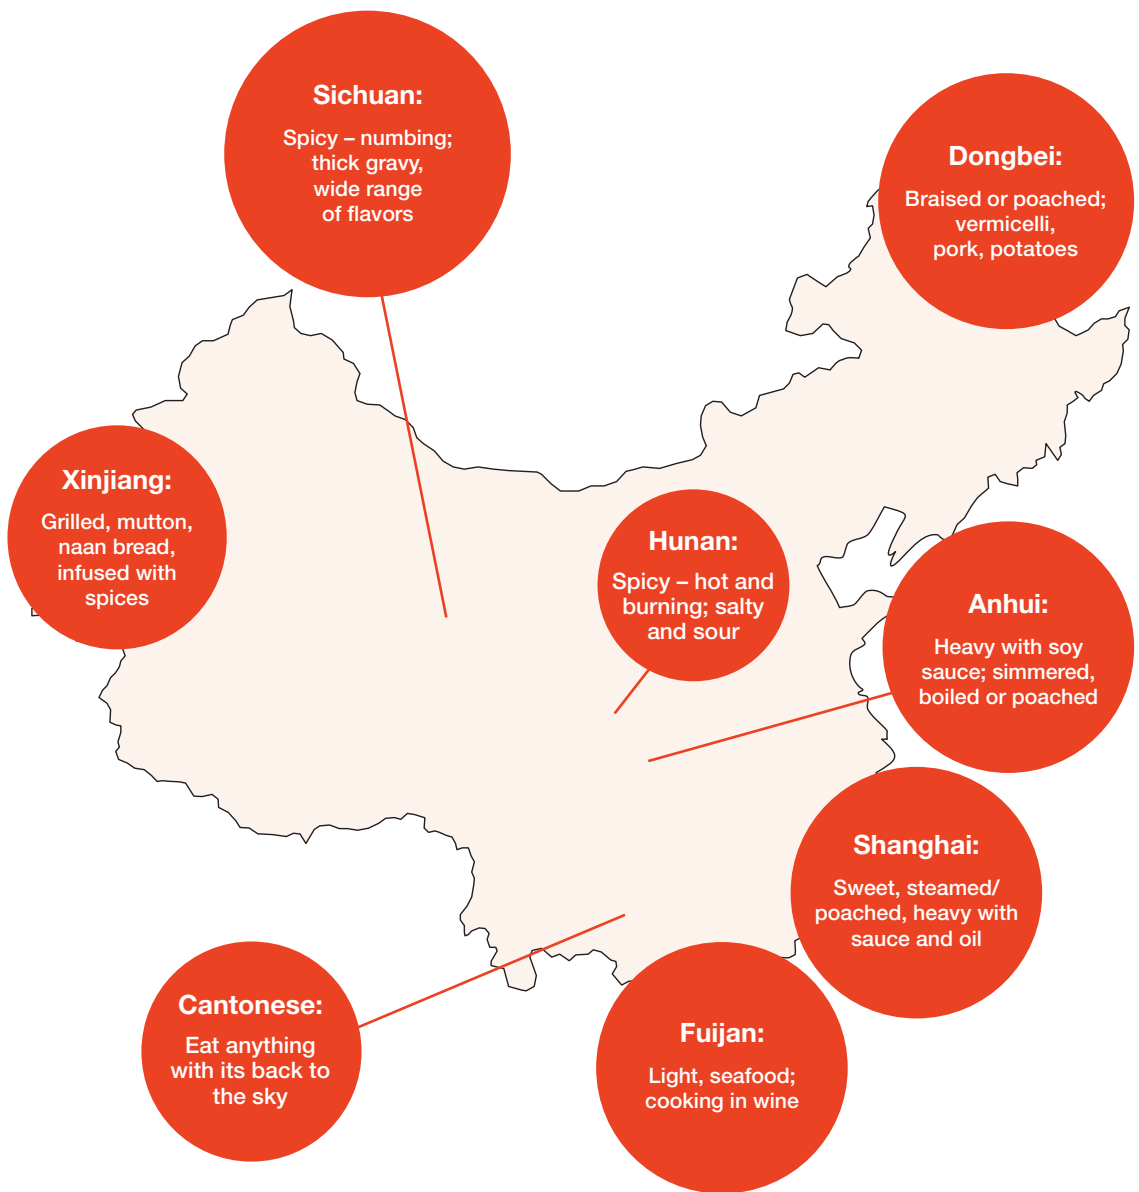 Sichuan:
Spicy – numbing;
thick gravy,
wide range
of flavors
Dongbei:
Braised or poached;
vermicelli,
pork, potatoes
Xinjiang:
Grilled, mutton,
naan bread,
infused with
spices
Hunan:
Spicy – hot and
burning; salty
and sour
Anhui:
Heavy with soy
sauce; simmered,
boiled or poached
Shanghai:
Sweet, steamed/
poached, heavy with
sauce and oil
Cantonese:
Eat anything
with its back to
the sky
Fuijan:
Light, seafood;
cooking in wine